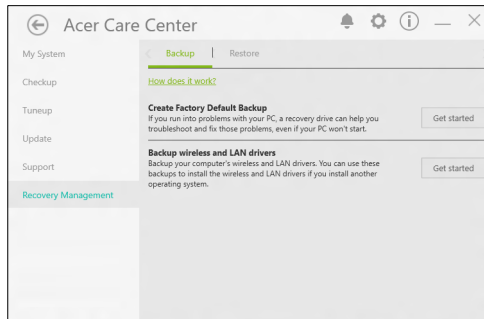 Acer Care Center
My System
Checkup
Tuneup
Update
Support
Recovery Management
Backup
Restore
How does it work?
Create Factory Default Backup
If you run into problems with your PC, a recovery drive can help you
troubleshoot and fix those problems, even if your PC won't start.
Get started
Backup wireless and LAN drivers
Backup your computer's wireless and LAN drivers. You can use these
backups to install the wireless and LAN drivers if you install another
operating system.
Get started